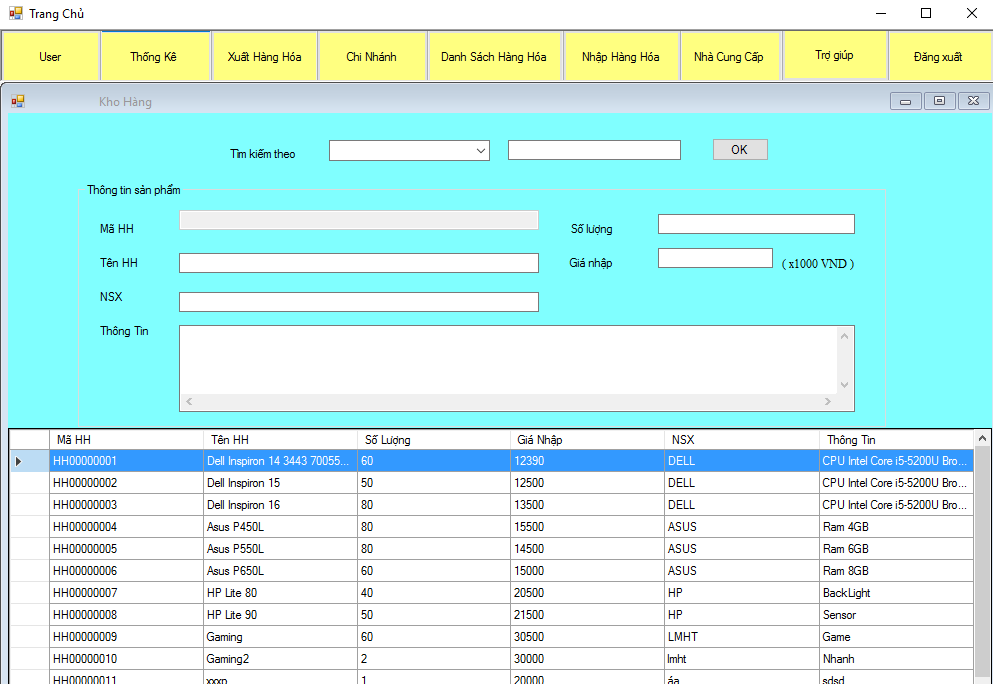 Trang Chủ
User Thống Kê Xuất Hàng Hóa Chi Nhánh Danh Sách Hàng Hóa Nhập Hàng Hóa Nhà Cung Cấp Trợ giúp Đăng xuất
Kho Hàng
Tìm kiếm theo OK
Thông tin sản phẩm
Mã HH Số lượng
Tên HH Giá nhập ( x1000 VND )
NSX
Thông Tin
Mã HH Tên HH Số Lượng Giá Nhập NSX Thông Tin
HH00000001 Dell Inspiron 14 3443 70055... 60 12390 DELL CPU Intel Core i5-5200U Bro...
HH00000002 Dell Inspiron 15 50 12500 DELL CPU Intel Core i5-5200U Bro...
HH00000003 Dell Inspiron 16 80 13500 DELL CPU Intel Core i5-5200U Bro...
HH00000004 Asus P450L 80 15500 ASUS Ram 4GB
HH00000005 Asus P550L 80 14500 ASUS Ram 6GB
HH00000006 Asus P650L 60 15000 ASUS Ram 8GB
HH00000007 HP Lite 80 40 20500 HP BackLight
HH00000008 HP Lite 90 50 21500 HP Sensor
HH00000009 Gaming 60 30500 LMHT Game
HH00000010 Gaming2 2 30000 lmht Nhanh
HH00000011 xxxp 1 20000 áa sdsd